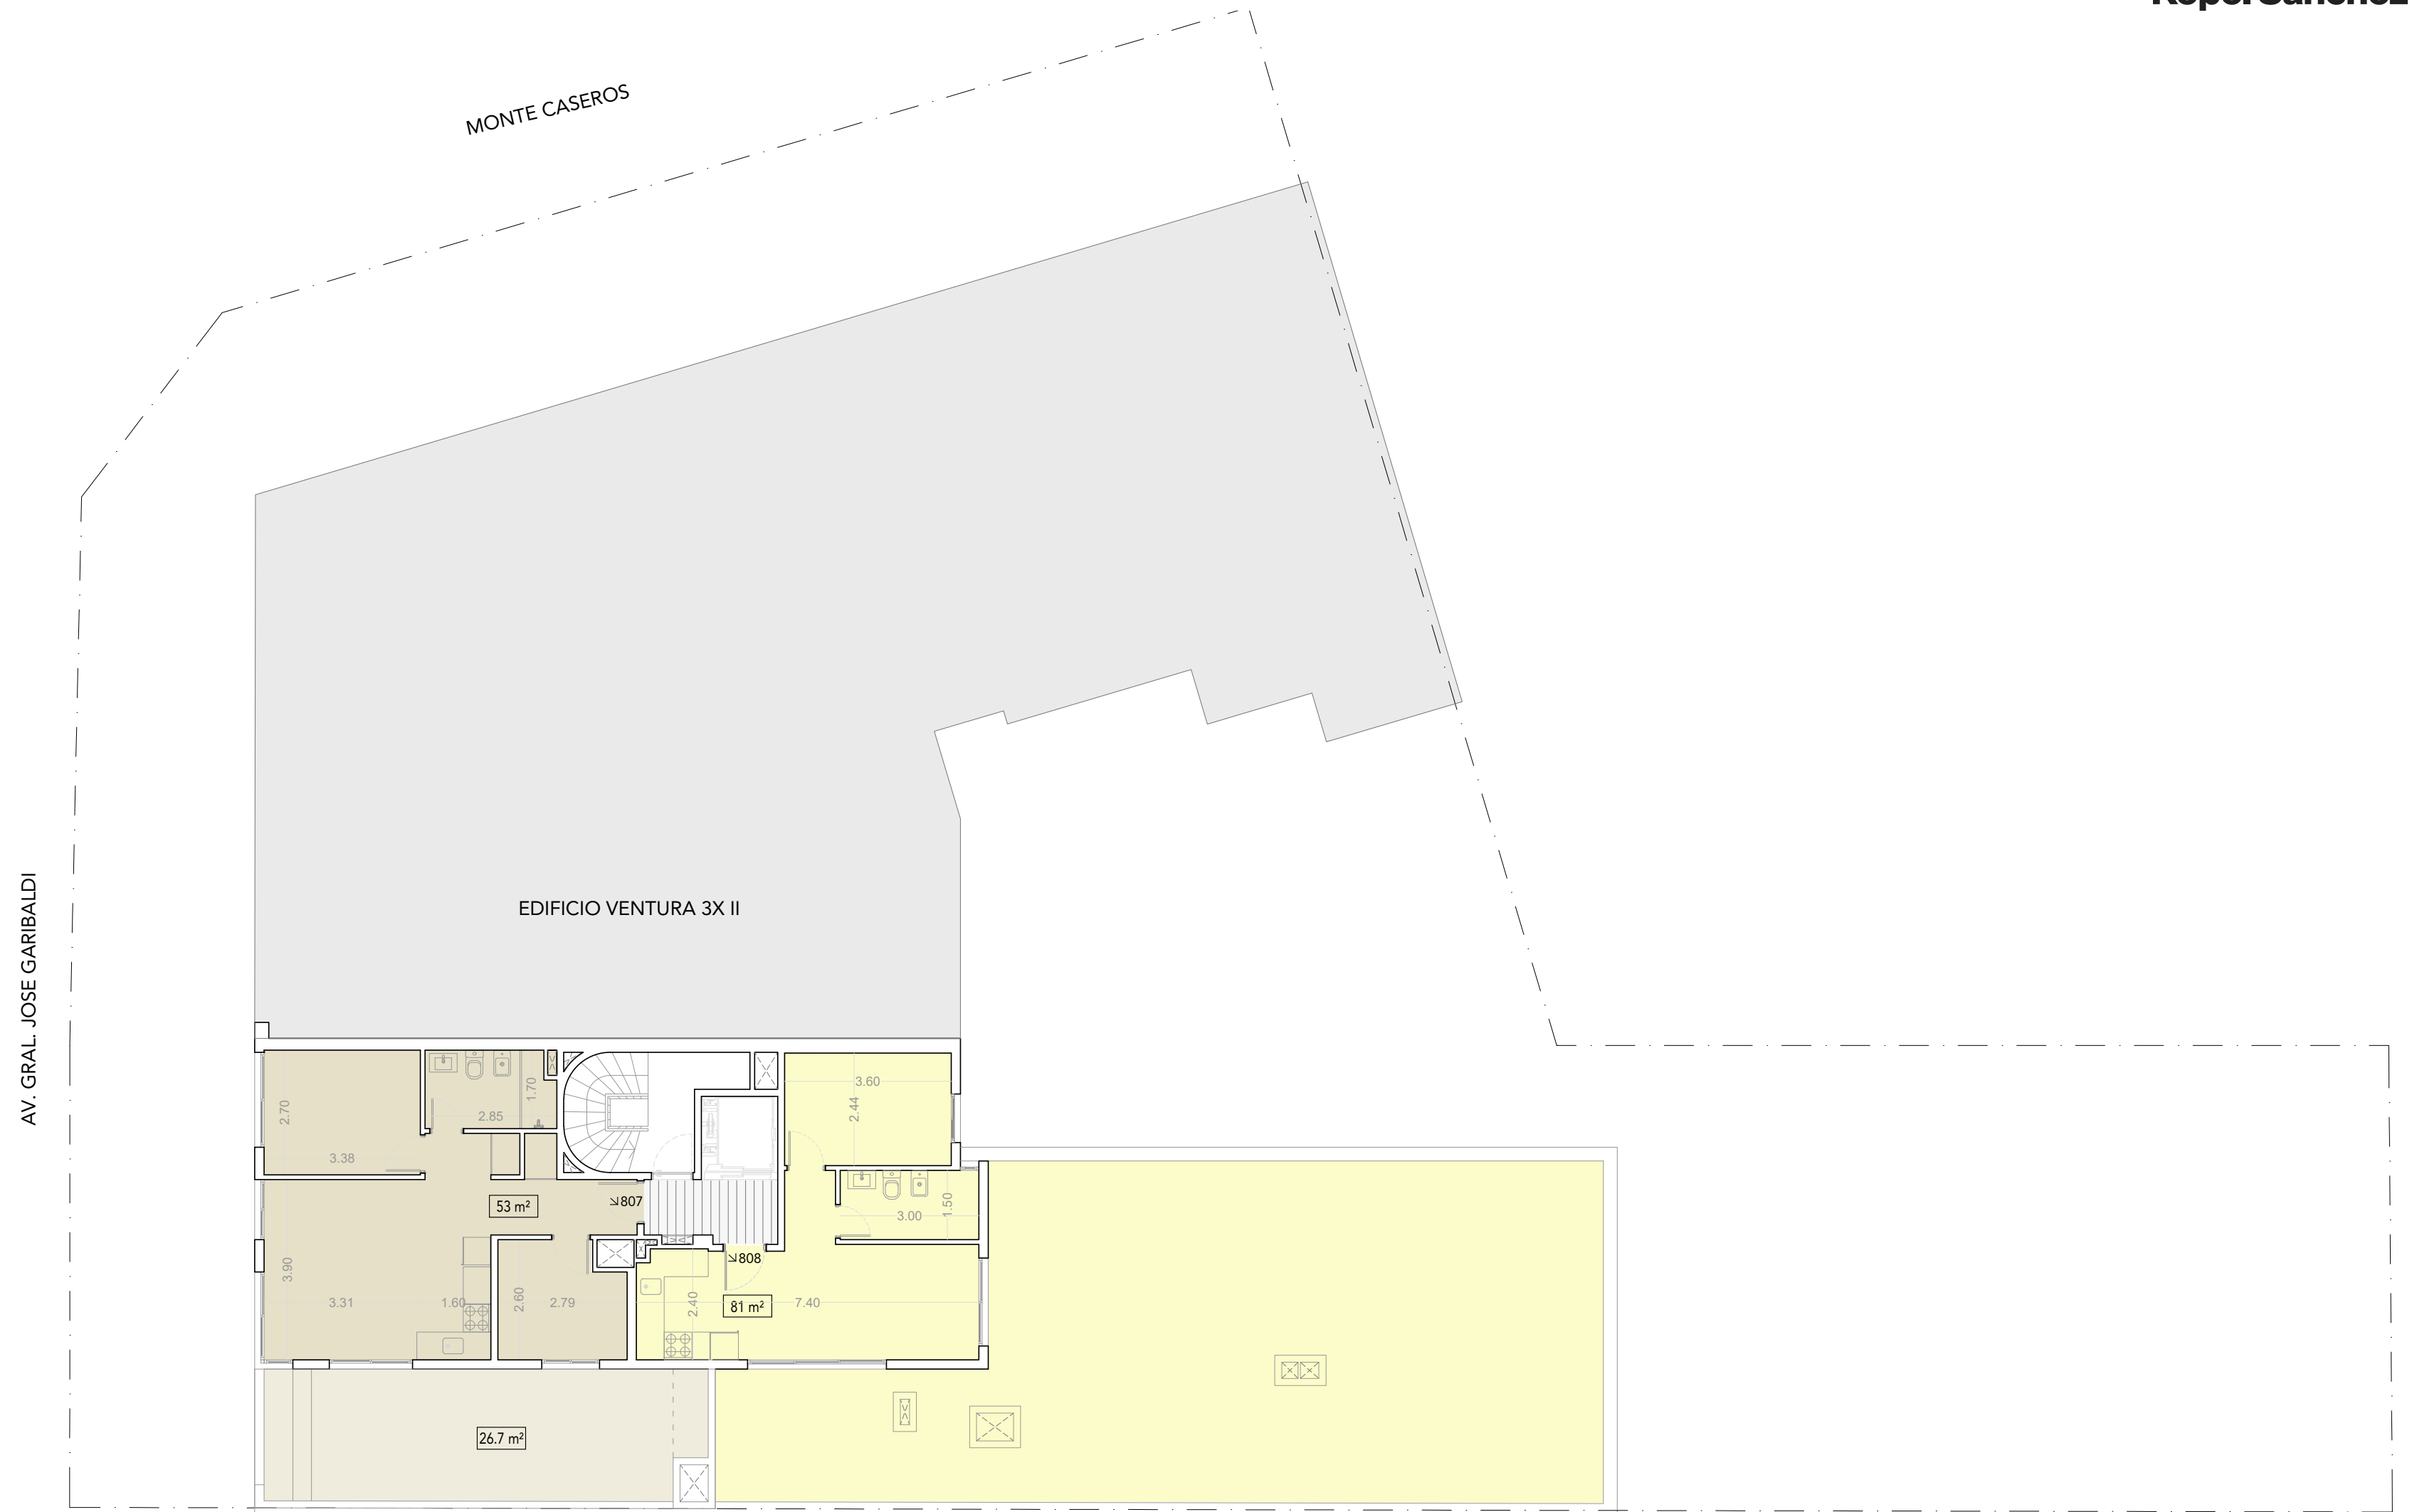 MONTE CASEROS
AV. GRAL. JOSE GARIBALDI
EDIFICIO VENTURA 3X II
2.70
3.38
2.85
1.70
53 m²
807
3.90
3.31
1.60
2.60
2.79
26.7 m²
3.60
2.44
3.00
1.50
808
2.40
81 m²
7.40